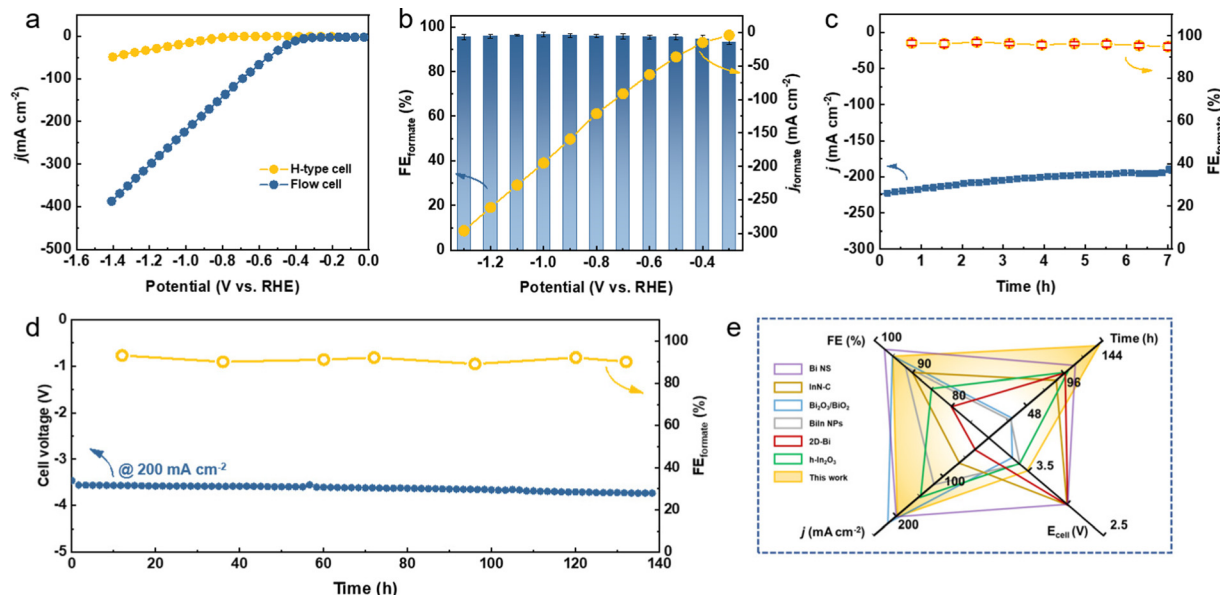 a
0
-100
-200
-300
-400
-500
j(mA cm⁻²)
H-type cell
Flow cell
-1.6 -1.4 -1.2 -1.0 -0.8 -0.6 -0.4 -0.2 0.0
Potential (V vs. RHE)
b
100
80
60
40
20
0
FE_formate (%)
0
-50
-100
-150
-200
-250
-300
j_formate (mA cm⁻²)
-1.2 -1.0 -0.8 -0.6 -0.4
Potential (V vs. RHE)
c
0
-50
-100
-150
-200
-250
-300
j (mA cm⁻²)
100
80
60
40
20
0
FE_formate (%)
0 1 2 3 4 5 6 7
Time (h)
d
0
-1
-2
-3
-4
-5
Cell voltage (V)
@ 200 mA cm⁻²
100
80
60
40
20
0
FE_formate (%)
0 20 40 60 80 100 120 140
Time (h)
e
Bi NS
InN-C
Bi₂O₃/BiO₂
BiIn NPs
2D-Bi
h-In₂O₃
This work
FE (%)
100
90
80
Time (h)
144
96
48
100
200
j (mA cm⁻²)
3.5
2.5
E_cell (V)